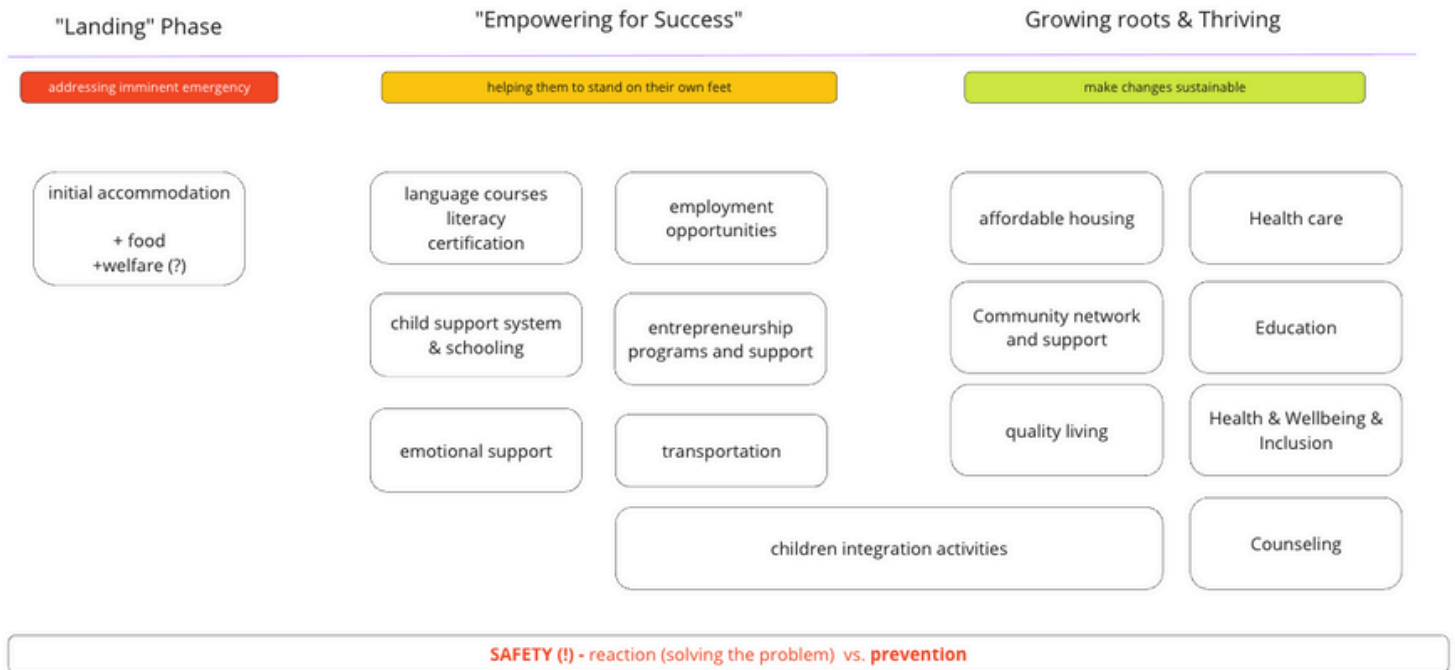 "Landing" Phase
"Empowering for Success"
Growing roots & Thriving
addressing imminent emergency
helping them to stand on their own feet
make changes sustainable
initial accommodation
+ food
+welfare (?)
language courses
literacy
certification
employment
opportunities
affordable housing
Health care
child support system
& schooling
entrepreneurship
programs and support
Community network
and support
Education
emotional support
transportation
quality living
Health & Wellbeing &
Inclusion
children integration activities
Counseling
SAFETY (!) - reaction (solving the problem) vs. prevention